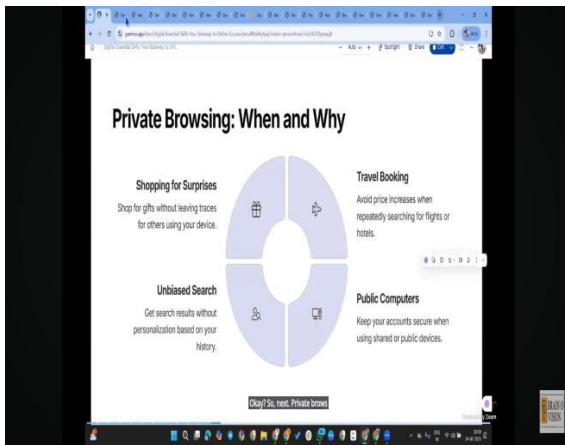 Private Browsing: When and Why
Shopping for Surprises
Shop for gifts without leaving traces
for others using your device.
Travel Booking
Avoid price increases when
repeatedly searching for flights or
hotels.
Unbiased Search
Get search results without
personalization based on your
history.
Public Computers
Keep your accounts secure when
using shared or public devices.
Okay? So, next. Private brows